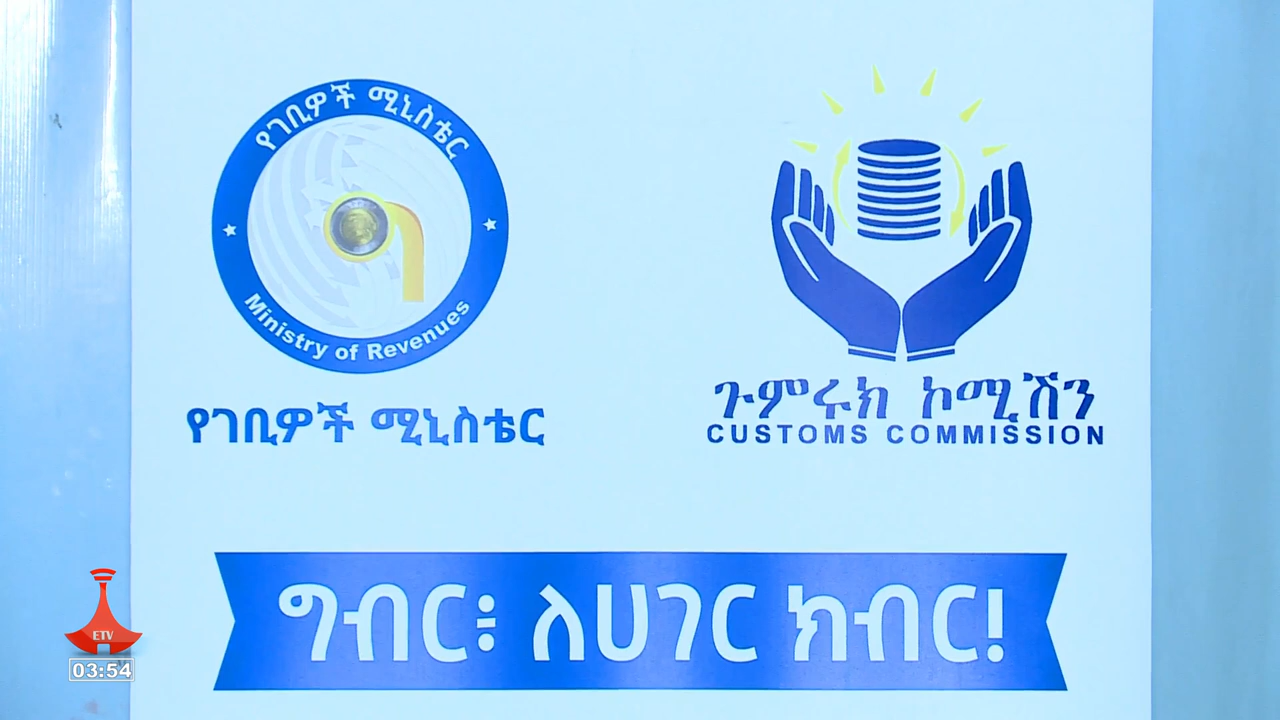 የገቢዎች ሚኒስቴር
Ministry of Revenues
የገቢዎች ሚኒስቴር
ጉምሩክ ኮሚሽን
CUSTOMS COMMISSION
ግብር፥ ለሀገር ክብር!
ETV
03:54